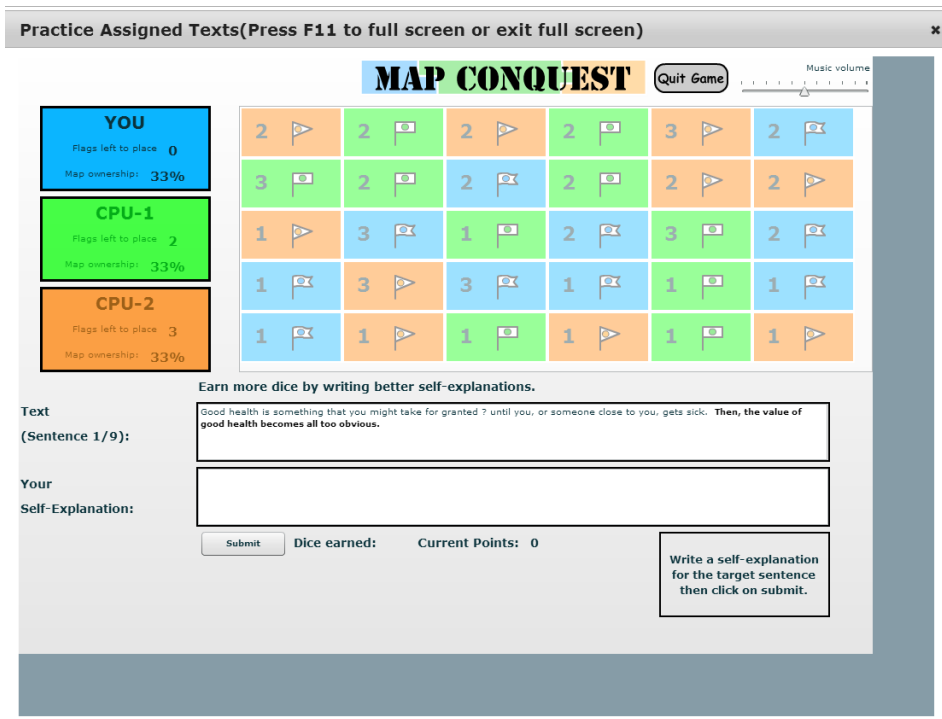 Practice Assigned Texts(Press F11 to full screen or exit full screen)
MAP CONQUEST
Quit Game
Music volume
YOU
Flags left to place 0
Map ownership: 33%
CPU-1
Flags left to place 2
Map ownership: 33%
CPU-2
Flags left to place 3
Map ownership: 33%
2 2 2 2 3 2
3 2 2 2 2 2
1 3 1 2 3 2
1 3 3 1 1 1
1 1 1 1 1 1
Earn more dice by writing better self-explanations.
Text
(Sentence 1/9):
Good health is something that you might take for granted ? until you, or someone close to you, gets sick. Then, the value of
good health becomes all too obvious.
Your
Self-Explanation:
Submit
Dice earned:
Current Points: 0
Write a self-explanation
for the target sentence
then click on submit.